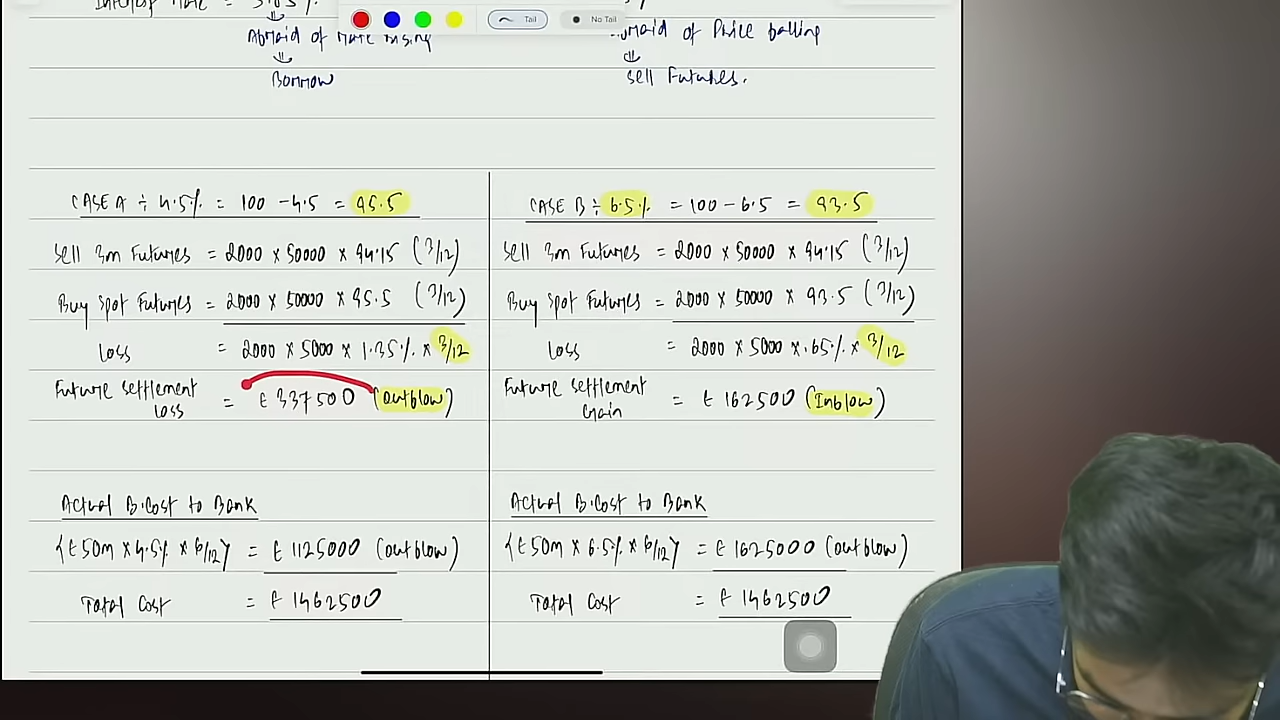 Tail
No Tail
Afraid of Rate Rising
⇓
Borrow
of Price falling
⇓
Sell Futures.
CASE A ÷ 4.5% = 100 - 4.5 = 95.5
Sell 3m Futures = 2000 × 50000 × 94.15 (3/12)
Buy Spot Futures = 2000 × 50000 × 95.5 (3/12)
Loss = 2000 × 5000 × 1.35% × 3/12
Future Settlement Loss = £ 337500 (Outflow)
Actual B.Cost to Bank
{£50m × 4.5% × 6/12} = £ 1125000 (outflow)
Total Cost = £ 1462500
CASE B ÷ 6.5% = 100 - 6.5 = 93.5
Sell 3m Futures = 2000 × 50000 × 94.15 (3/12)
Buy Spot Futures = 2000 × 50000 × 93.5 (3/12)
Loss = 2000 × 5000 × .65% × 3/12
Future Settlement Gain = £ 162500 (Inflow)
Actual B.Cost to Bank
{£50m × 6.5% × 6/12} = £ 1625000 (outflow)
Total Cost = £ 1462500